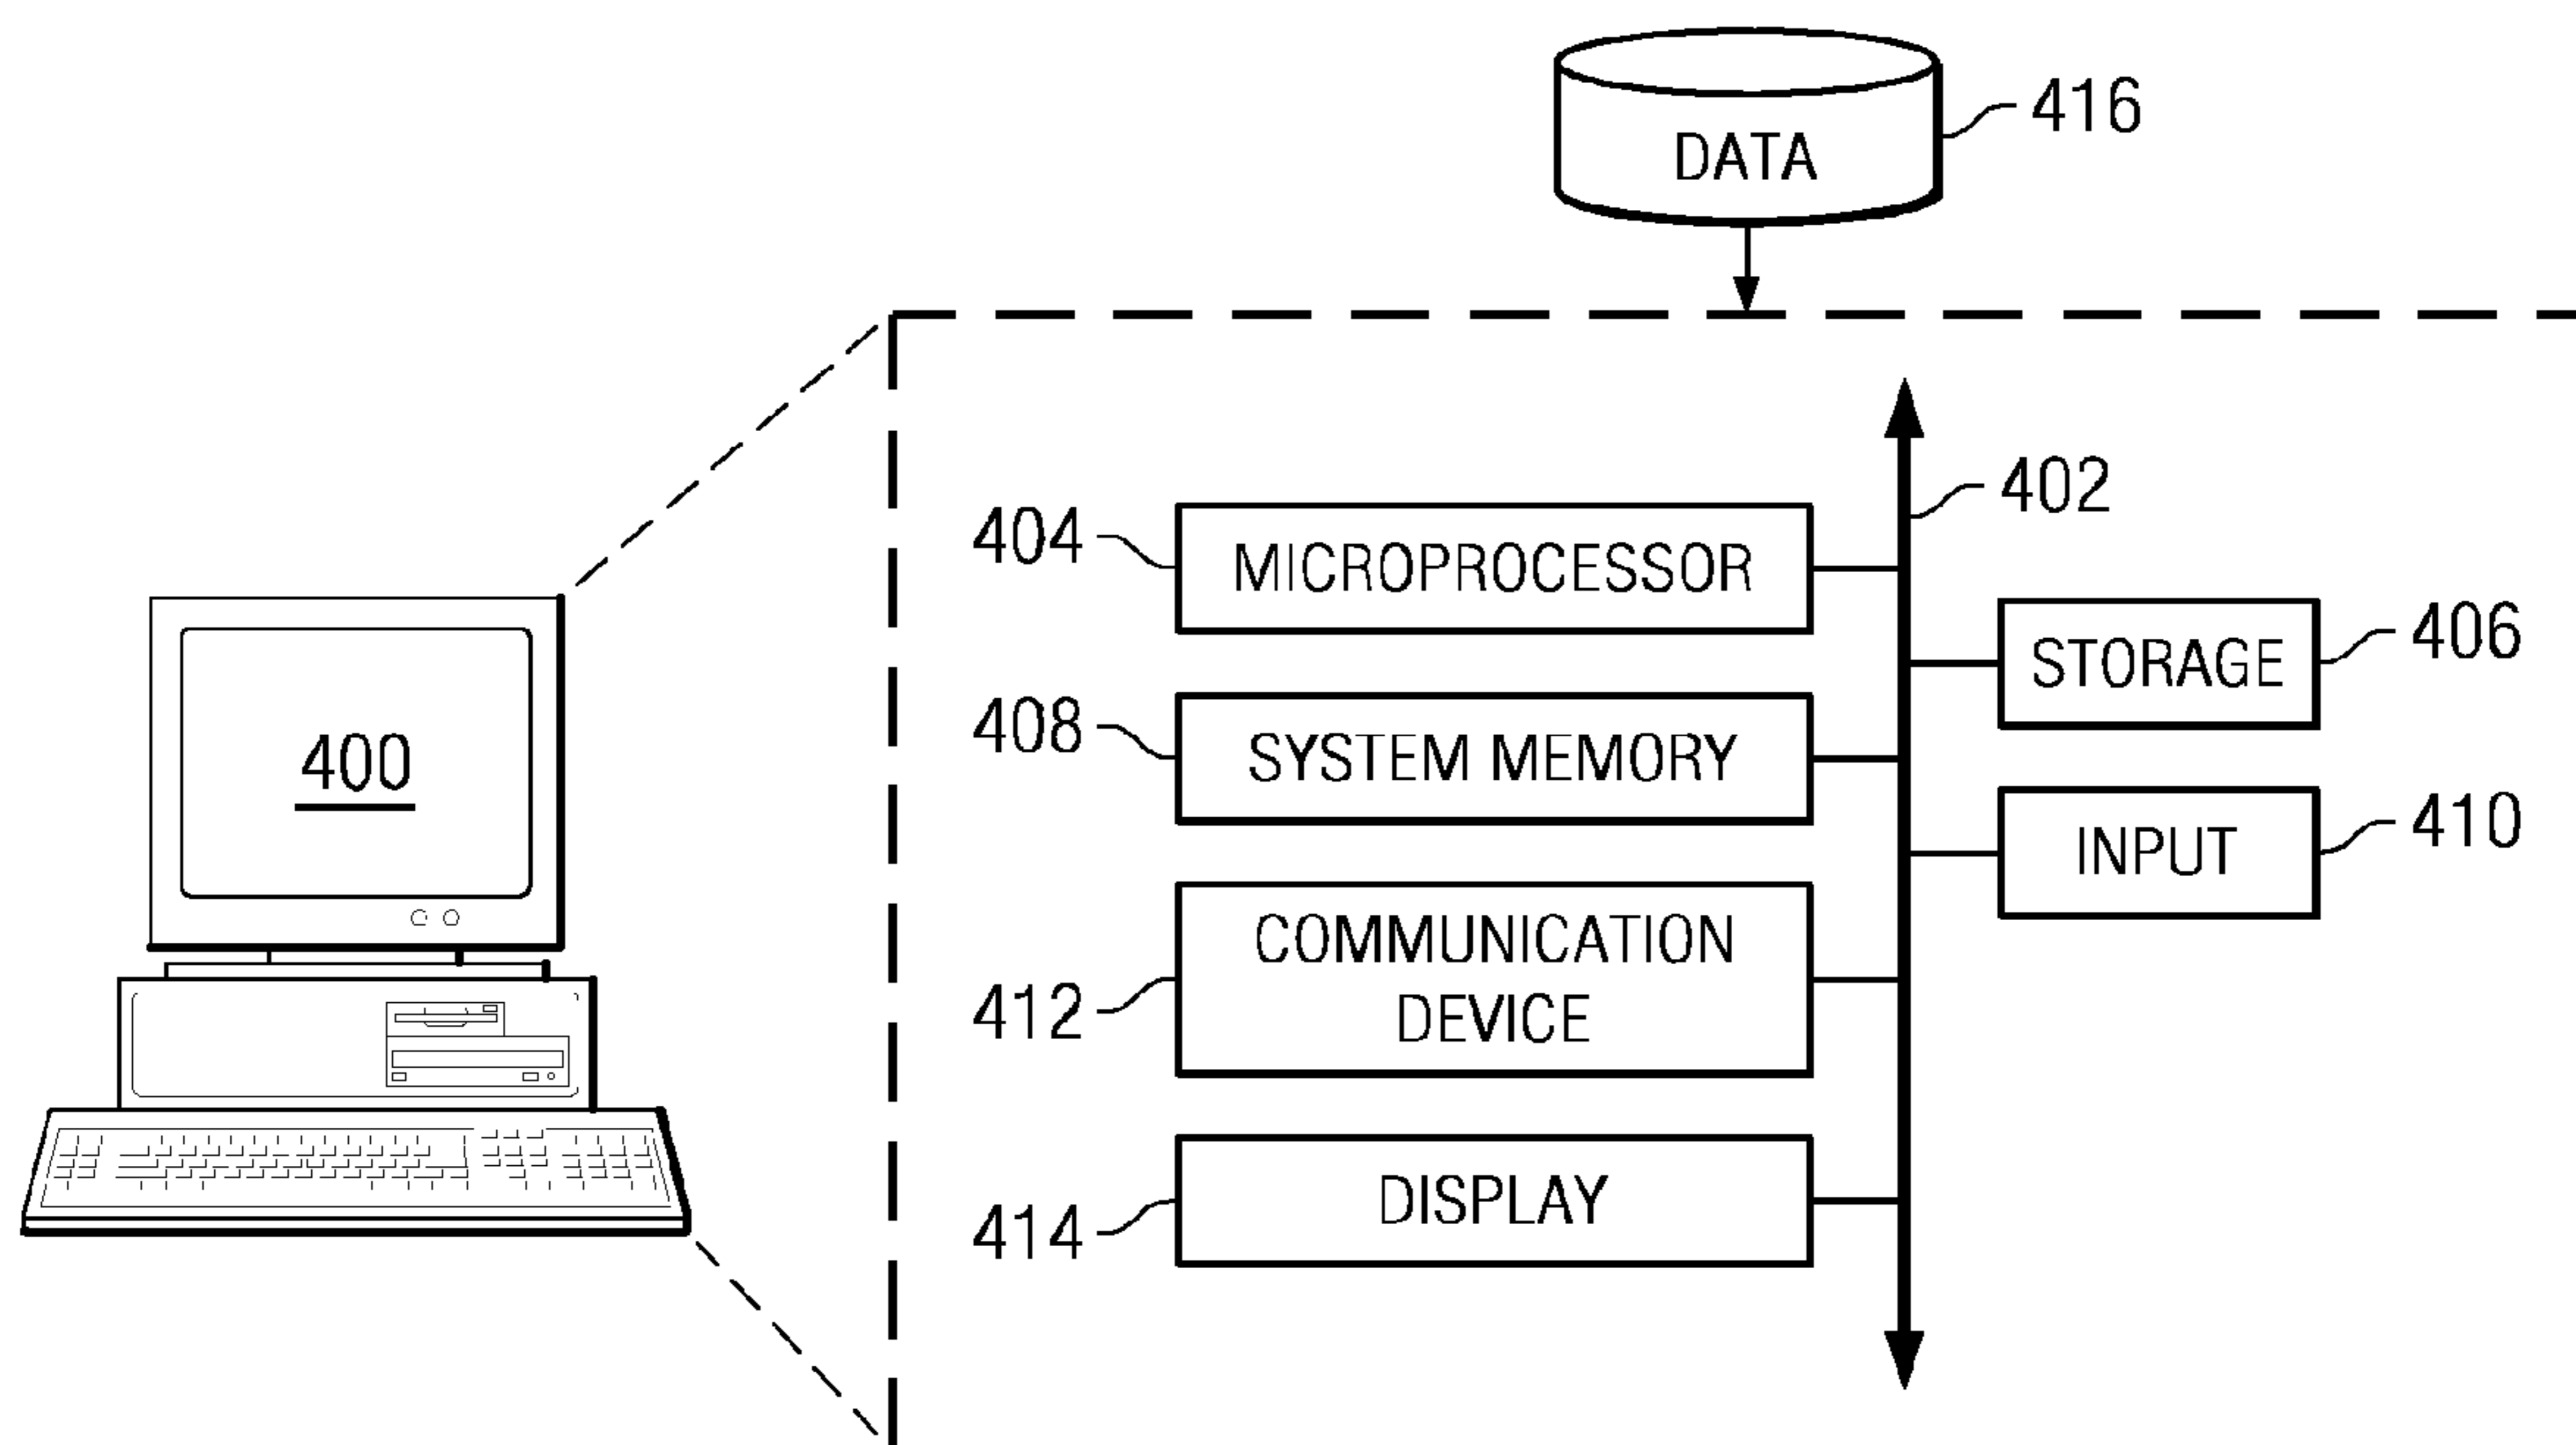 DATA
416
402
404
MICROPROCESSOR
STORAGE
406
408
SYSTEM MEMORY
400
INPUT
410
COMMUNICATION
DEVICE
412
DISPLAY
414